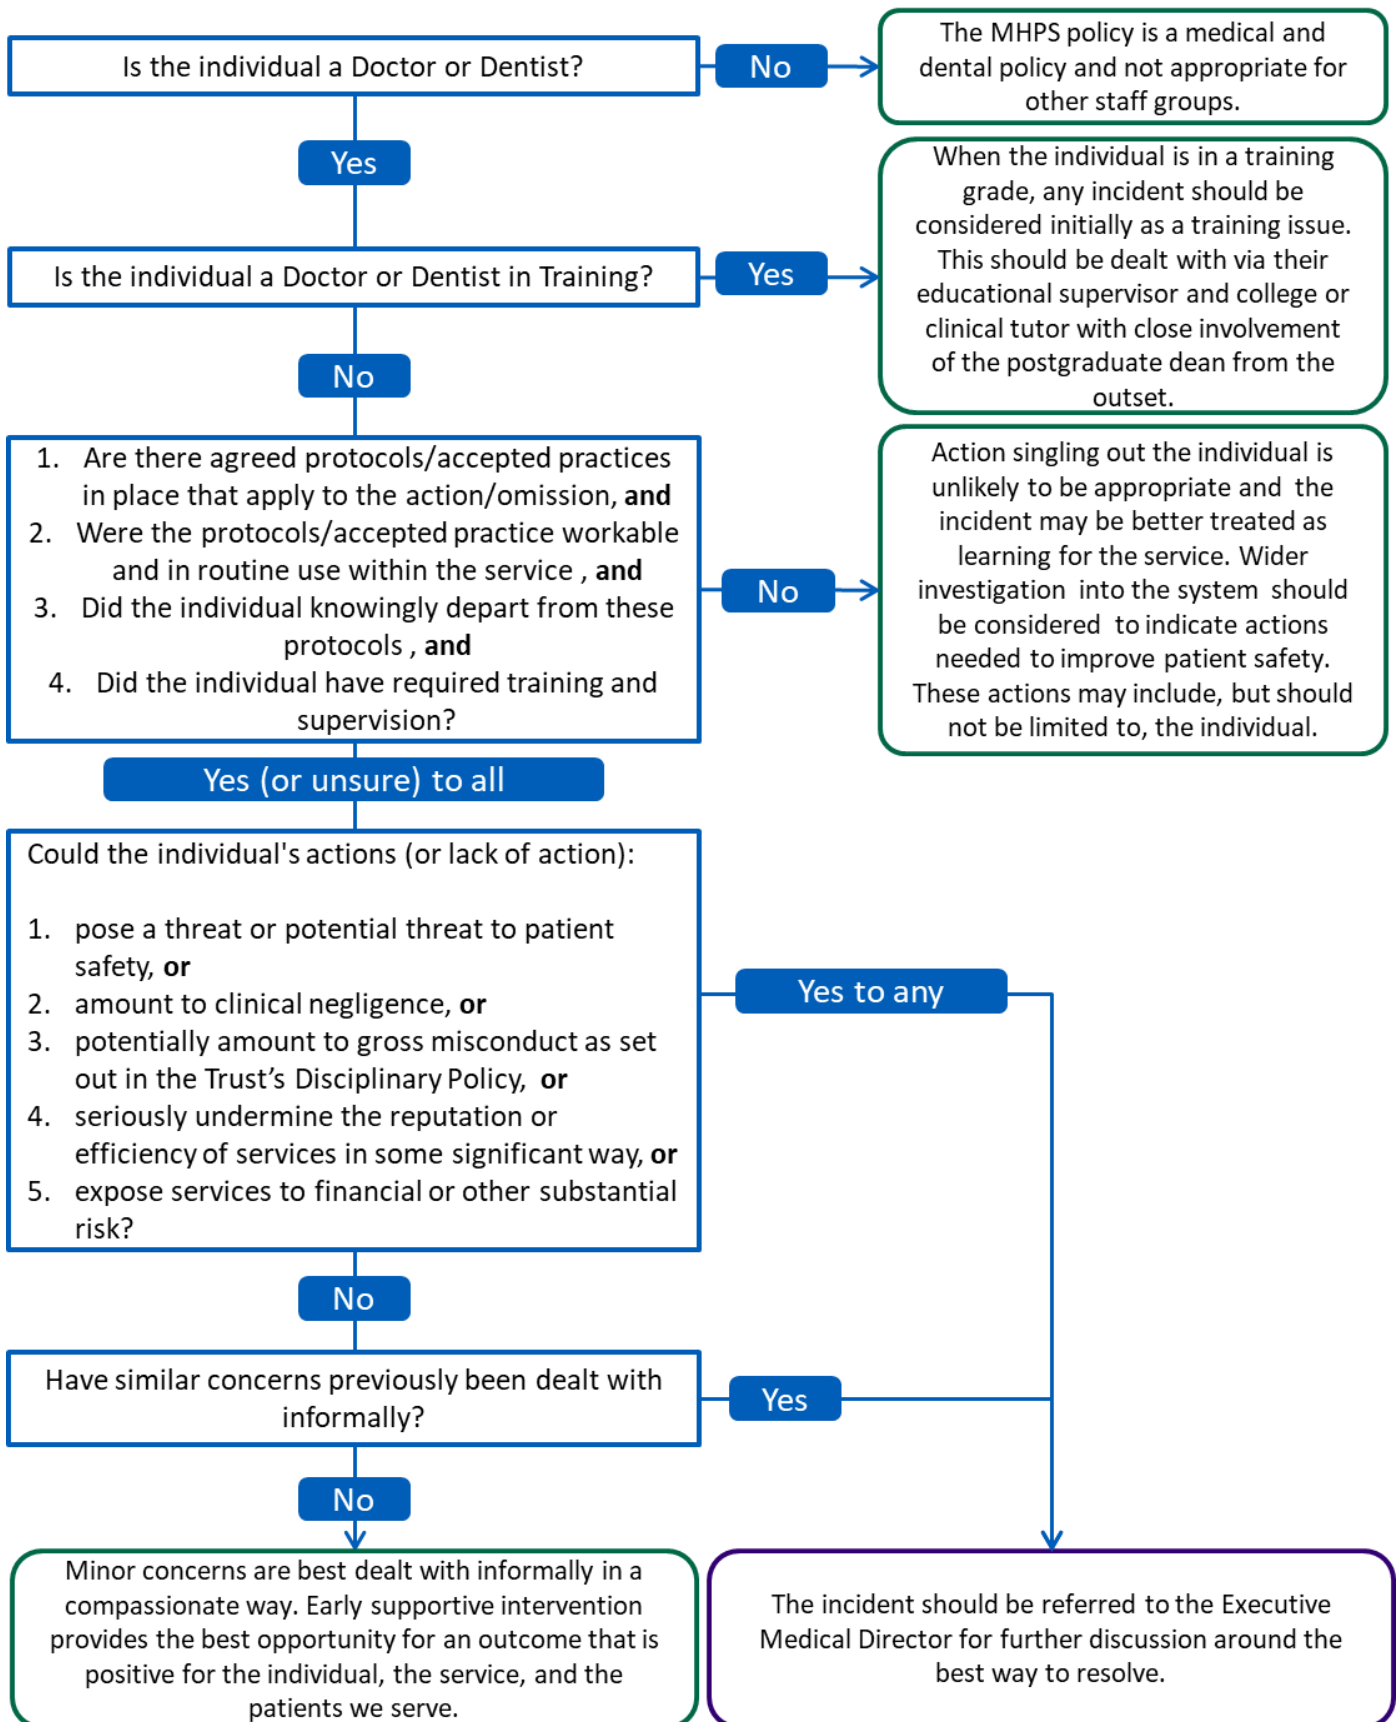 Is the individual a Doctor or Dentist?
No
The MHPS policy is a medical and
dental policy and not appropriate for
other staff groups.
Yes
Is the individual a Doctor or Dentist in Training?
Yes
When the individual is in a training
grade, any incident should be
considered initially as a training issue.
This should be dealt with via their
educational supervisor and college or
clinical tutor with close involvement
of the postgraduate dean from the
outset.
No
1. Are there agreed protocols/accepted practices
in place that apply to the action/omission, and
2. Were the protocols/accepted practice workable
and in routine use within the service , and
3. Did the individual knowingly depart from these
protocols , and
4. Did the individual have required training and
supervision?
No
Action singling out the individual is
unlikely to be appropriate and the
incident may be better treated as
learning for the service. Wider
investigation into the system should
be considered to indicate actions
needed to improve patient safety.
These actions may include, but should
not be limited to, the individual.
Yes (or unsure) to all
Could the individual's actions (or lack of action):
1. pose a threat or potential threat to patient
safety, or
2. amount to clinical negligence, or
3. potentially amount to gross misconduct as set
out in the Trust’s Disciplinary Policy, or
4. seriously undermine the reputation or
efficiency of services in some significant way, or
5. expose services to financial or other substantial
risk?
Yes to any
No
Have similar concerns previously been dealt with
informally?
Yes
No
Minor concerns are best dealt with informally in a
compassionate way. Early supportive intervention
provides the best opportunity for an outcome that is
positive for the individual, the service, and the
patients we serve.
The incident should be referred to the Executive
Medical Director for further discussion around the
best way to resolve.